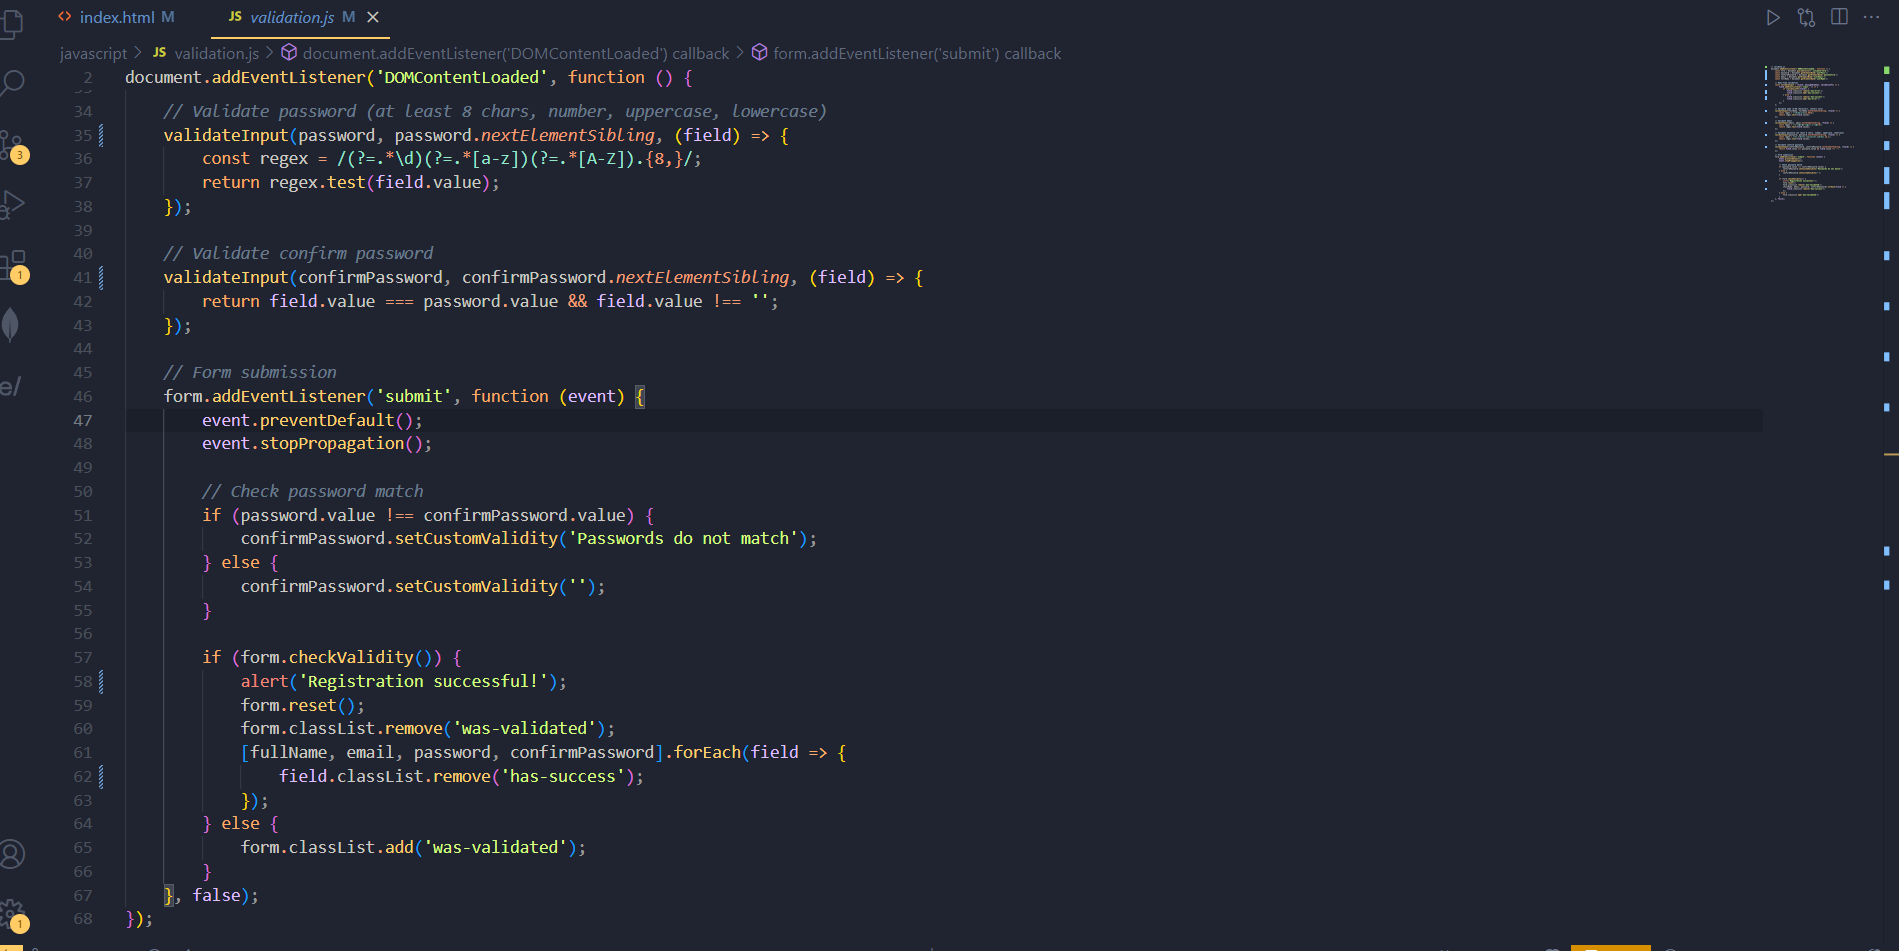 index.html M
JS validation.js M
javascript > JS validation.js > document.addEventListener('DOMContentLoaded') callback > form.addEventListener('submit') callback
2 document.addEventListener('DOMContentLoaded', function () {
34 // Validate password (at least 8 chars, number, uppercase, lowercase)
35 validateInput(password, password.nextElementSibling, (field) => {
36 const regex = /(?=.*\d)(?=.*[a-z])(?=.*[A-Z]).{8,}/;
37 return regex.test(field.value);
38 });
39
40 // Validate confirm password
41 validateInput(confirmPassword, confirmPassword.nextElementSibling, (field) => {
42 return field.value === password.value && field.value !== '';
43 });
44
45 // Form submission
46 form.addEventListener('submit', function (event) {
47 event.preventDefault();
48 event.stopPropagation();
49
50 // Check password match
51 if (password.value !== confirmPassword.value) {
52 confirmPassword.setCustomValidity('Passwords do not match');
53 } else {
54 confirmPassword.setCustomValidity('');
55 }
56
57 if (form.checkValidity()) {
58 alert('Registration successful!');
59 form.reset();
60 form.classList.remove('was-validated');
61 [fullName, email, password, confirmPassword].forEach(field => {
62 field.classList.remove('has-success');
63 });
64 } else {
65 form.classList.add('was-validated');
66 }
67 }, false);
68 });
3
1
e/
1